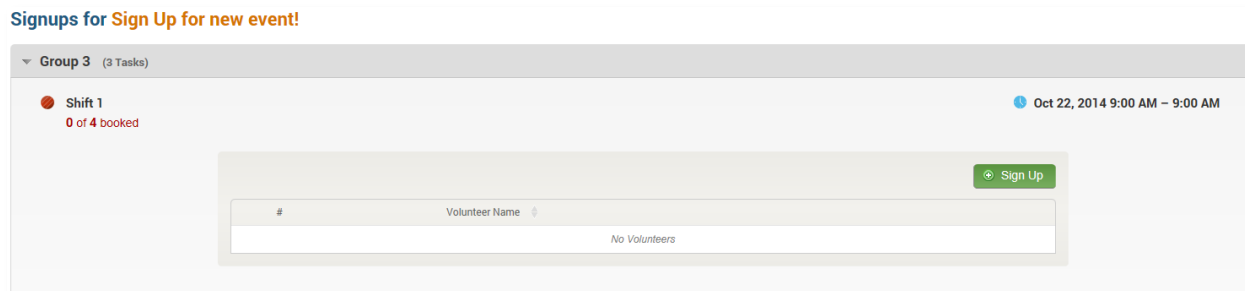 Signups for Sign Up for new event!
Group 3 (3 Tasks)
Shift 1
Oct 22, 2014 9:00 AM – 9:00 AM
0 of 4 booked
Sign Up
# Volunteer Name
No Volunteers